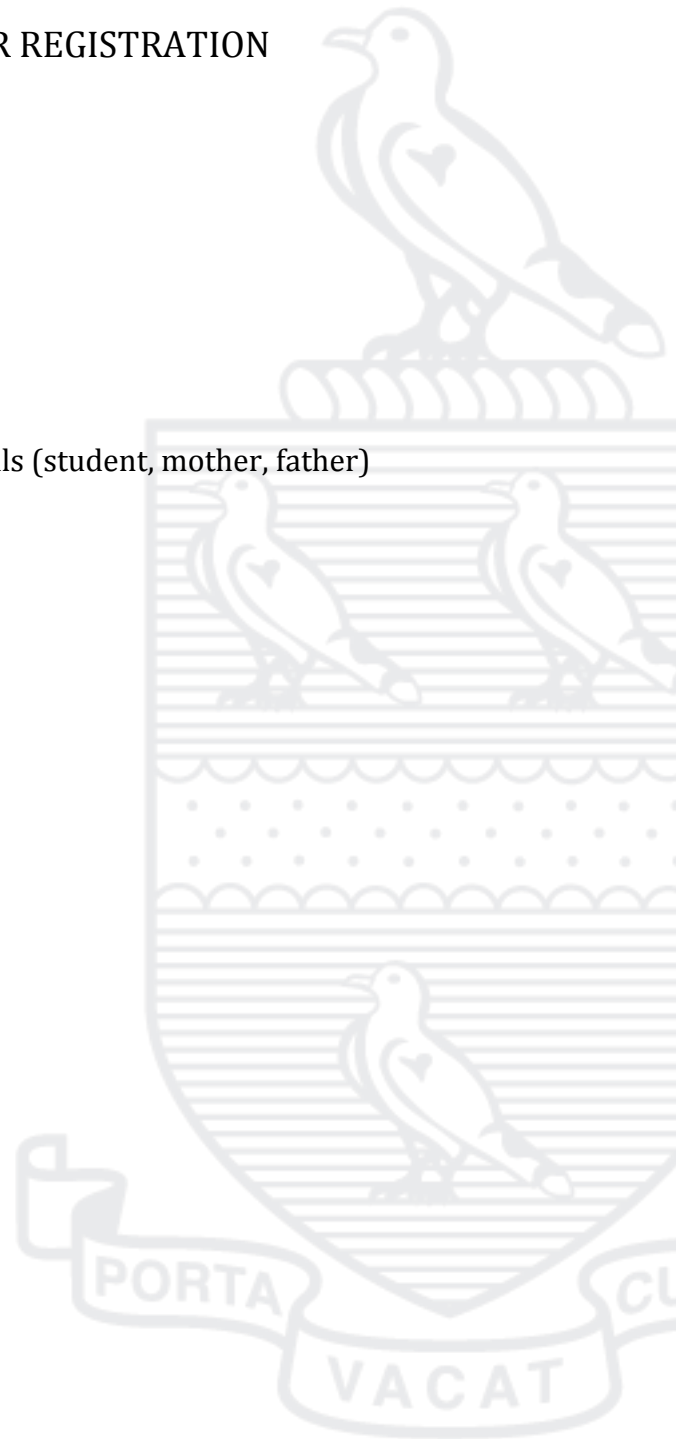 R REGISTRATION
ls (student, mother, father)
PORTA
CU
VACAT